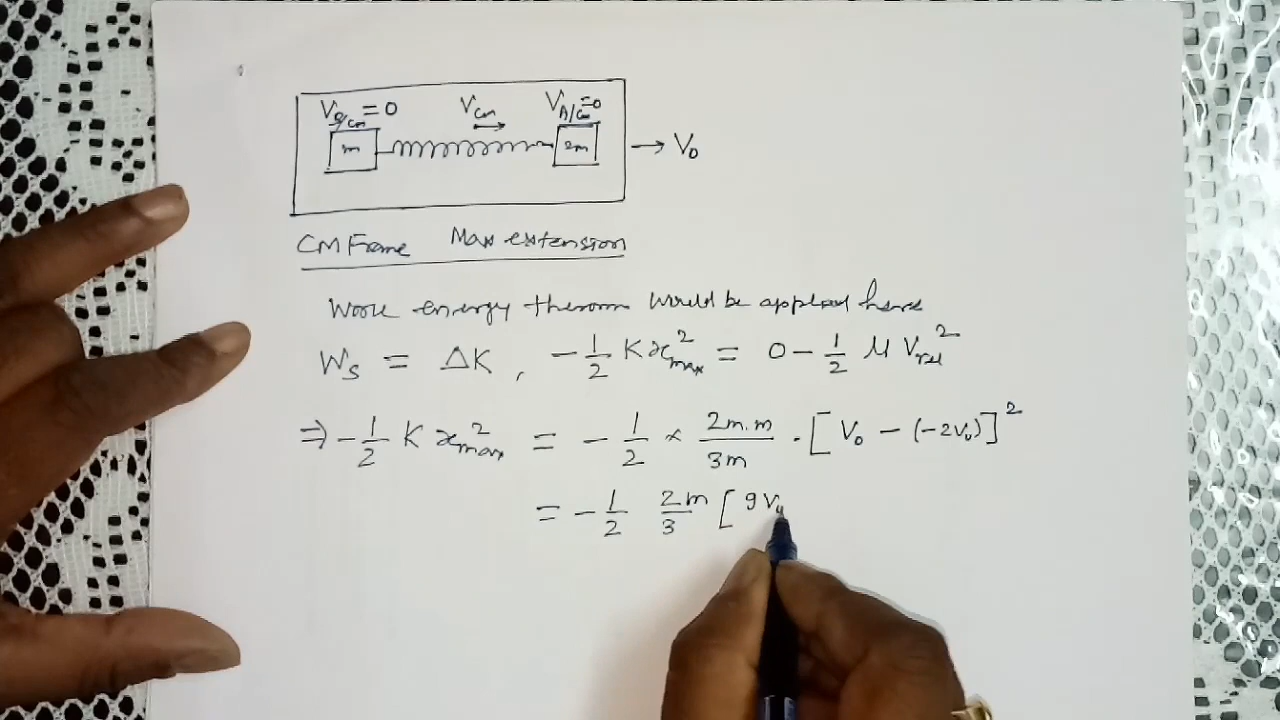 V_B/cm = 0 V_cm V_A/cm = 0
m 2m → V₀
CM Frame Max extension
Work energy theorm would be applied here
W_S = ΔK , -1/2 K x²_max = 0 - 1/2 μ V_rel²
⇒ -1/2 K x²_max = -1/2 × 2m.m/3m · [V₀ - (-2V₀)]²
= -1/2 2m/3 [9V₀